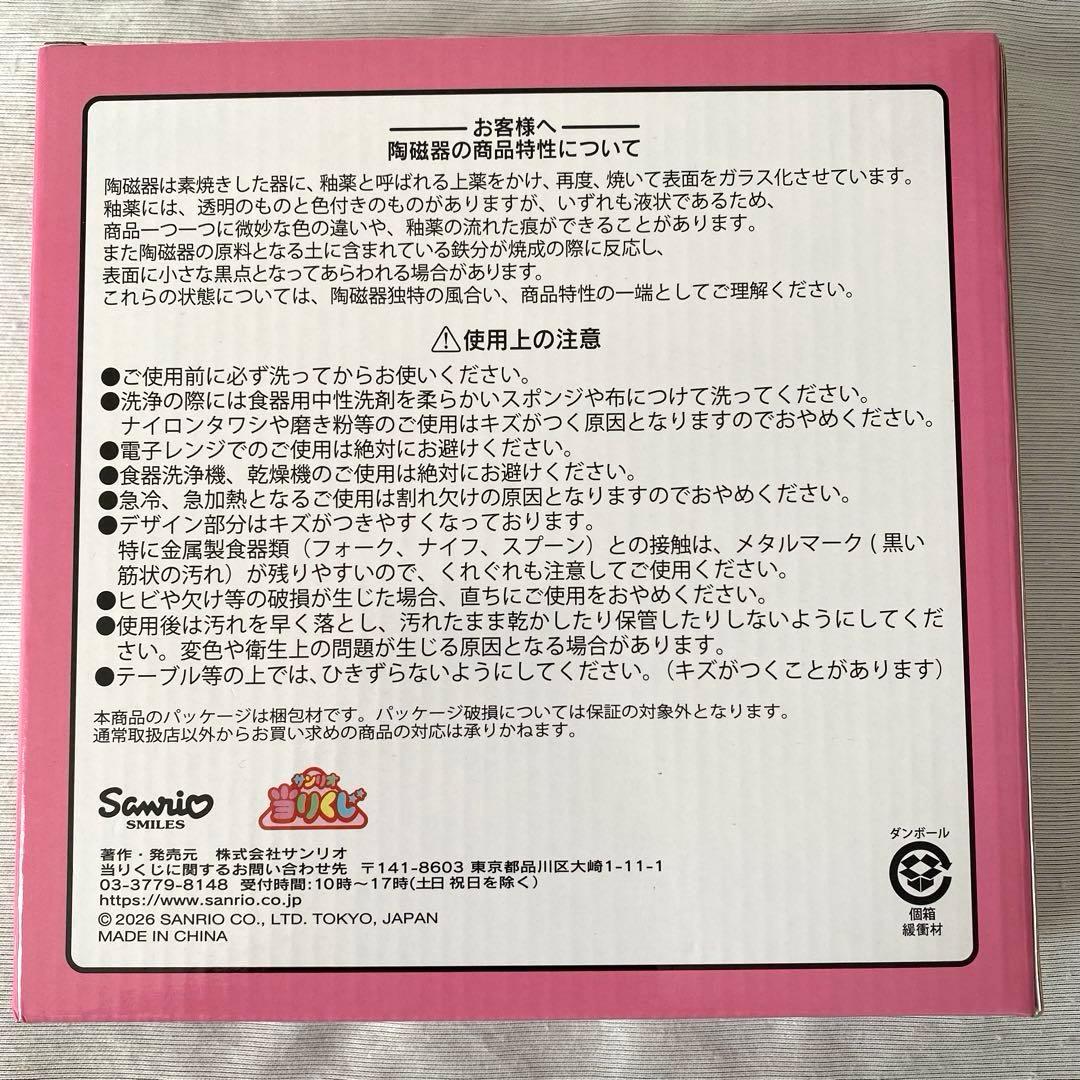 お客様へ
陶磁器の商品特性について
陶磁器は素焼きした器に、釉薬と呼ばれる上薬をかけ、再度、焼いて表面をガラス化させています。
釉薬には、透明のものと色付きのものがありますが、いずれも液状であるため、
商品一つ一つに微妙な色の違いや、釉薬の流れた痕ができることがあります。
また陶磁器の原料となる土に含まれている鉄分が焼成の際に反応し、
表面に小さな黒点となってあらわれる場合があります。
これらの状態については、陶磁器独特の風合い、商品特性の一端としてご理解ください。
⚠使用上の注意
●ご使用前に必ず洗ってからお使いください。
●洗浄の際には食器用中性洗剤を柔らかいスポンジや布につけて洗ってください。
ナイロンタワシや磨き粉等のご使用はキズがつく原因となりますのでおやめください。
●電子レンジでのご使用は絶対にお避けください。
●食器洗浄機、乾燥機のご使用は絶対にお避けください。
●急冷、急加熱となるご使用は割れ欠けの原因となりますのでおやめください。
●デザイン部分はキズがつきやすくなっております。
特に金属製食器類（フォーク、ナイフ、スプーン）との接触は、メタルマーク(黒い
筋状の汚れ）が残りやすいので、くれぐれも注意してご使用ください。
●ヒビや欠け等の破損が生じた場合、直ちにご使用をおやめください。
●使用後は汚れを早く落とし、汚れたまま乾かしたり保管したりしないようにしてくだ
さい。変色や衛生上の問題が生じる原因となる場合があります。
●テーブル等の上では、ひきずらないようにしてください。（キズがつくことがあります）
本商品のパッケージは梱包材です。パッケージ破損については保証の対象外となります。
通常取扱店以外からお買い求めの商品の対応は承りかねます。
Sanrio
SMILES
サンリオ
当りくじ
著作・発売元 株式会社サンリオ
当りくじに関するお問い合わせ先 〒141-8603 東京都品川区大崎1-11-1
03-3779-8148 受付時間:10時～17時(土日祝日を除く)
https://www.sanrio.co.jp
© 2026 SANRIO CO., LTD. TOKYO, JAPAN
MADE IN CHINA
ダンボール
個箱
緩衝材